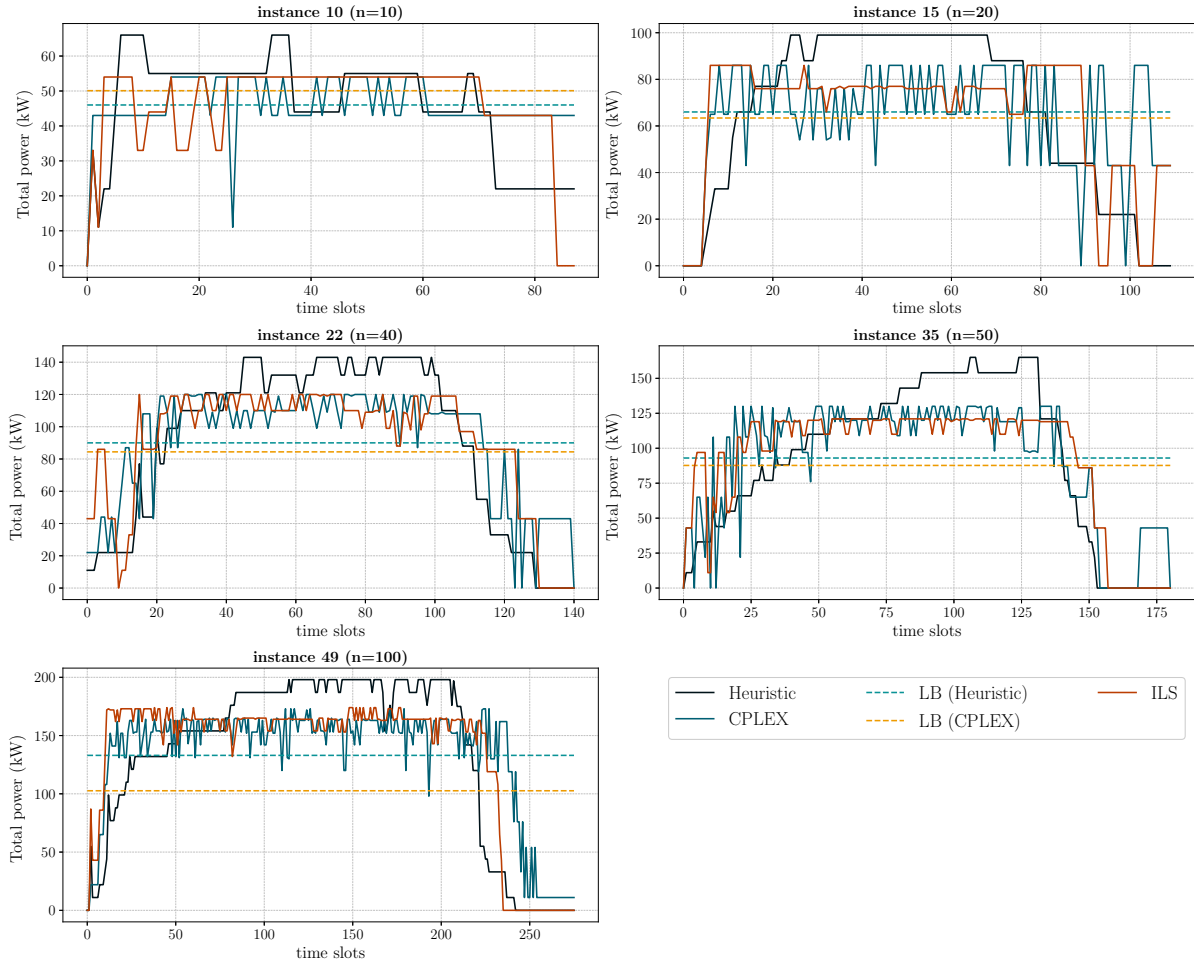 instance 10 (n=10)
Total power (kW)
60
50
40
30
20
10
0
0 20 40 60 80
time slots
instance 15 (n=20)
Total power (kW)
100
80
60
40
20
0
0 20 40 60 80 100
time slots
instance 22 (n=40)
Total power (kW)
140
120
100
80
60
40
20
0
0 20 40 60 80 100 120 140
time slots
instance 35 (n=50)
Total power (kW)
150
125
100
75
50
25
0
0 25 50 75 100 125 150 175
time slots
instance 49 (n=100)
Total power (kW)
200
150
100
50
0
0 50 100 150 200 250
time slots
Heuristic LB (Heuristic) ILS
CPLEX LB (CPLEX)